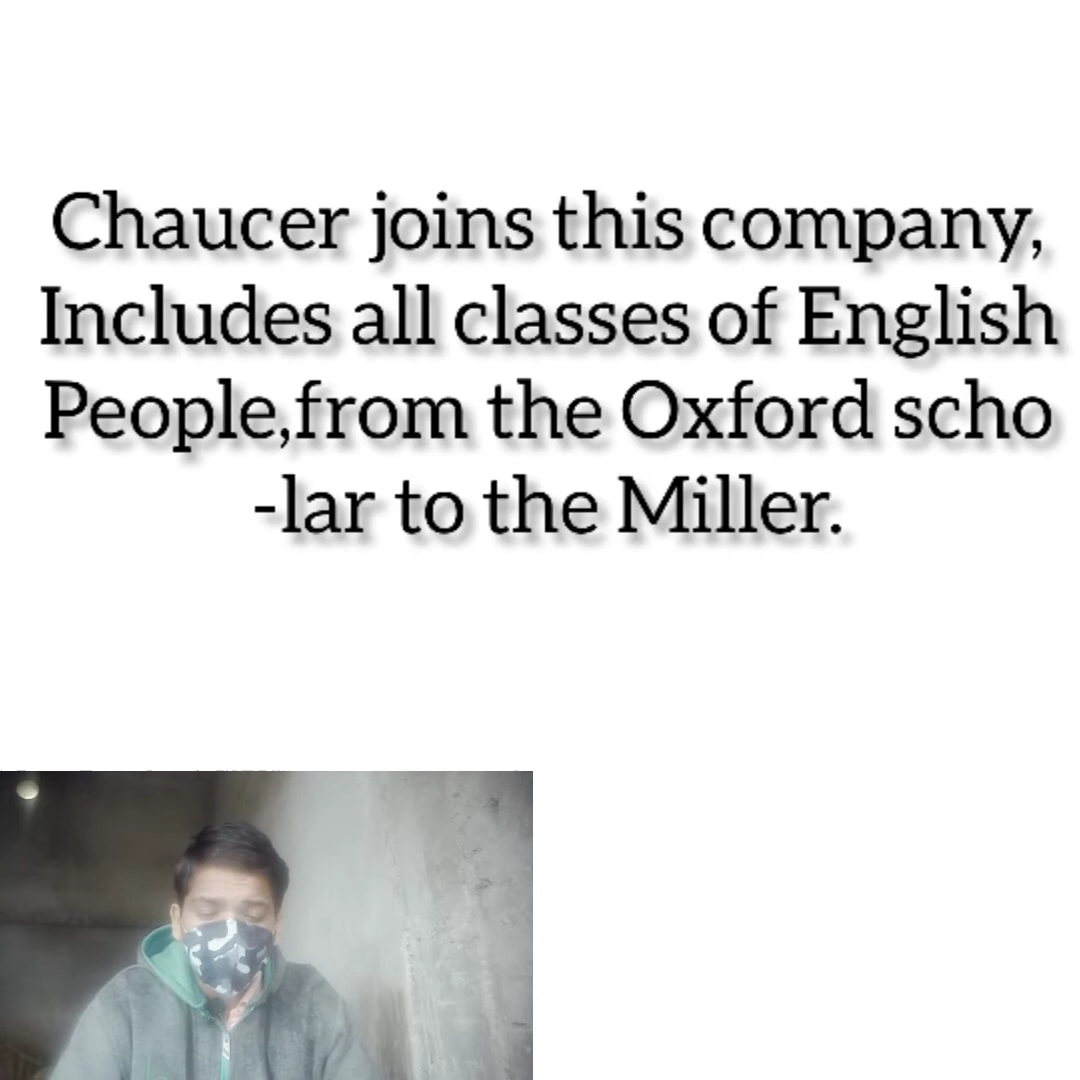 Chaucer joins this company,
Includes all classes of English
People,from the Oxford scho
-lar to the Miller.